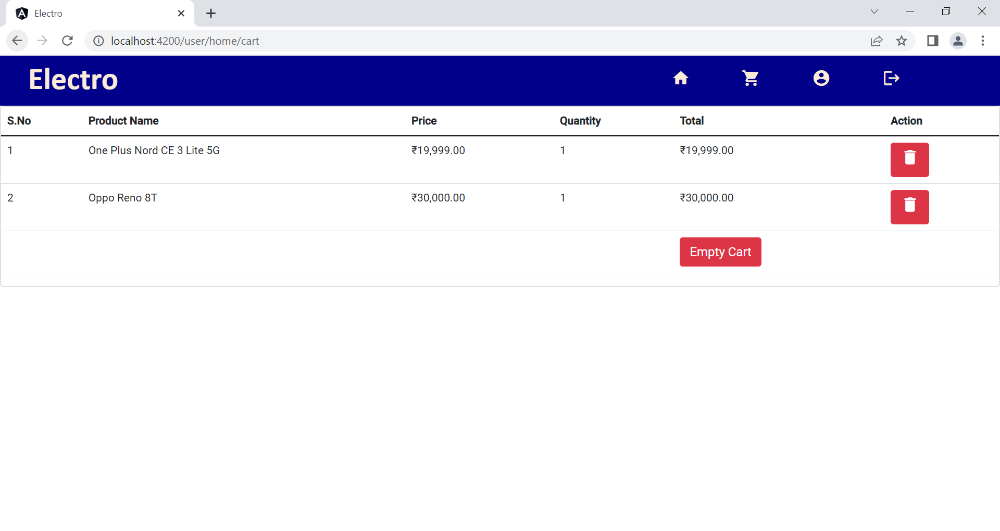 Electro
localhost:4200/user/home/cart
Electro
S.No Product Name Price Quantity Total Action
1 One Plus Nord CE 3 Lite 5G ₹19,999.00 1 ₹19,999.00
2 Oppo Reno 8T ₹30,000.00 1 ₹30,000.00
Empty Cart